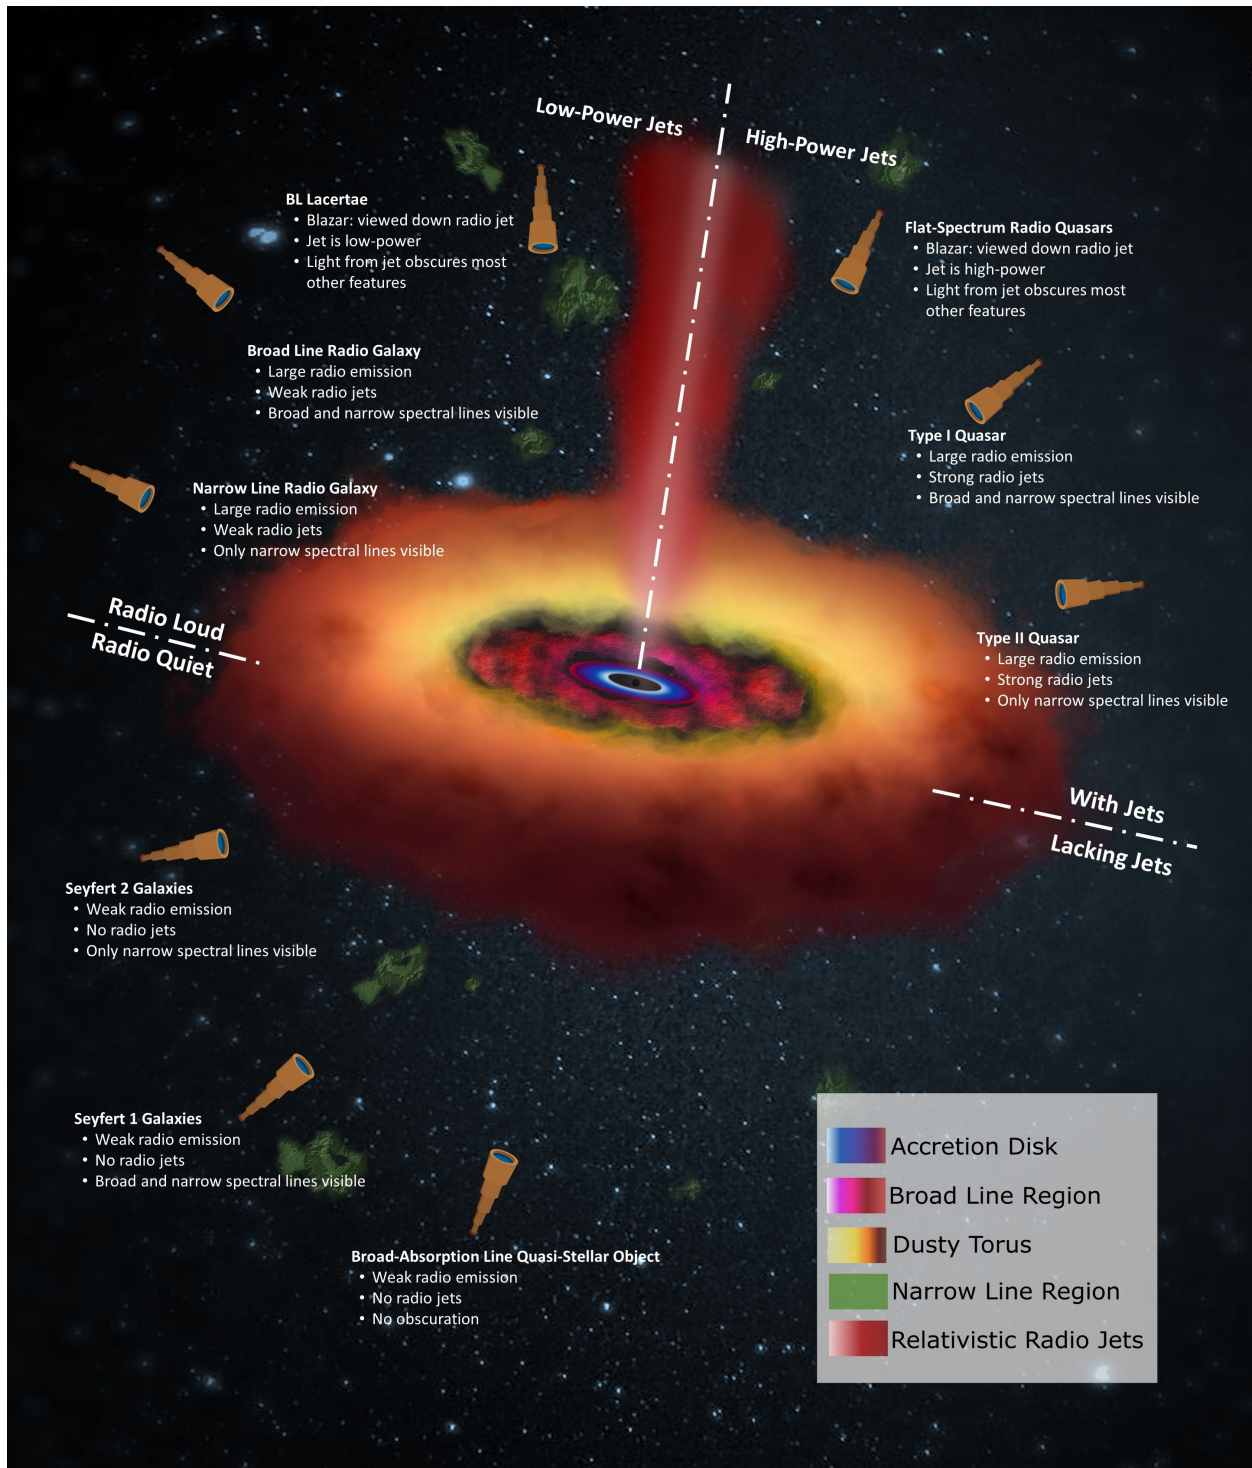 Low-Power Jets
High-Power Jets
BL Lacertae
• Blazar: viewed down radio jet
• Jet is low-power
• Light from jet obscures most
other features
Flat-Spectrum Radio Quasars
• Blazar: viewed down radio jet
• Jet is high-power
• Light from jet obscures most
other features
Broad Line Radio Galaxy
• Large radio emission
• Weak radio jets
• Broad and narrow spectral lines visible
Type I Quasar
• Large radio emission
• Strong radio jets
• Broad and narrow spectral lines visible
Narrow Line Radio Galaxy
• Large radio emission
• Weak radio jets
• Only narrow spectral lines visible
Radio Loud
Radio Quiet
Type II Quasar
• Large radio emission
• Strong radio jets
• Only narrow spectral lines visible
With Jets
Lacking Jets
Seyfert 2 Galaxies
• Weak radio emission
• No radio jets
• Only narrow spectral lines visible
Seyfert 1 Galaxies
• Weak radio emission
• No radio jets
• Broad and narrow spectral lines visible
Broad-Absorption Line Quasi-Stellar Object
• Weak radio emission
• No radio jets
• No obscuration
Accretion Disk
Broad Line Region
Dusty Torus
Narrow Line Region
Relativistic Radio Jets